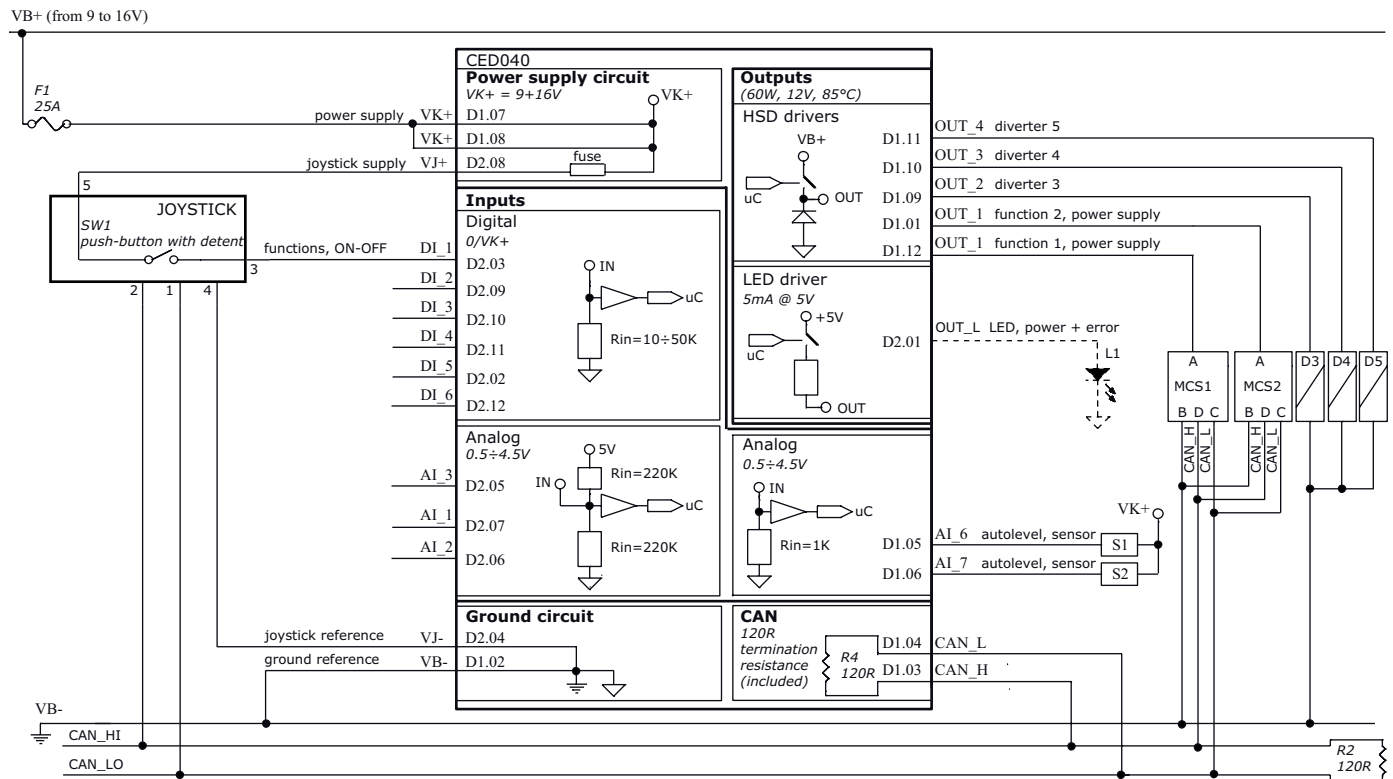 VB+ (from 9 to 16V)
F1
25A
CED040
Power supply circuit
VK+ = 9+16V
VK+
power supply VK+ D1.07
VK+ D1.08
joystick supply VJ+ D2.08
fuse
5
JOYSTICK
SW1
push-button with detent
3
2 1 4
functions, ON-OFF DI_1
Inputs
Digital
0/VK+
D2.03
DI_2 D2.09
DI_3 D2.10
DI_4 D2.11
DI_5 D2.02
DI_6 D2.12
IN
uC
Rin=10÷50K
Analog
0.5÷4.5V
AI_3 D2.05
AI_1 D2.07
AI_2 D2.06
5V
Rin=220K
IN
uC
Rin=220K
Ground circuit
joystick reference VJ- D2.04
ground reference VB- D1.02
Outputs
(60W, 12V, 85°C)
HSD drivers
VB+
uC
OUT
D1.11 OUT_4 diverter 5
D1.10 OUT_3 diverter 4
D1.09 OUT_2 diverter 3
D1.01 OUT_1 function 2, power supply
D1.12 OUT_1 function 1, power supply
LED driver
5mA @ 5V
+5V
uC
OUT
D2.01 OUT_L LED, power + error
L1
A
MCS1
B D C
CAN_H
CAN_L
A
MCS2
B D C
CAN_H
CAN_L
D3 D4 D5
Analog
0.5÷4.5V
IN
uC
Rin=1K
VK+
D1.05 AI_6 autolevel, sensor S1
D1.06 AI_7 autolevel, sensor S2
CAN
120R
termination
resistance
(included)
R4
120R
D1.04 CAN_L
D1.03 CAN_H
VB-
CAN_HI
CAN_LO
R2
120R